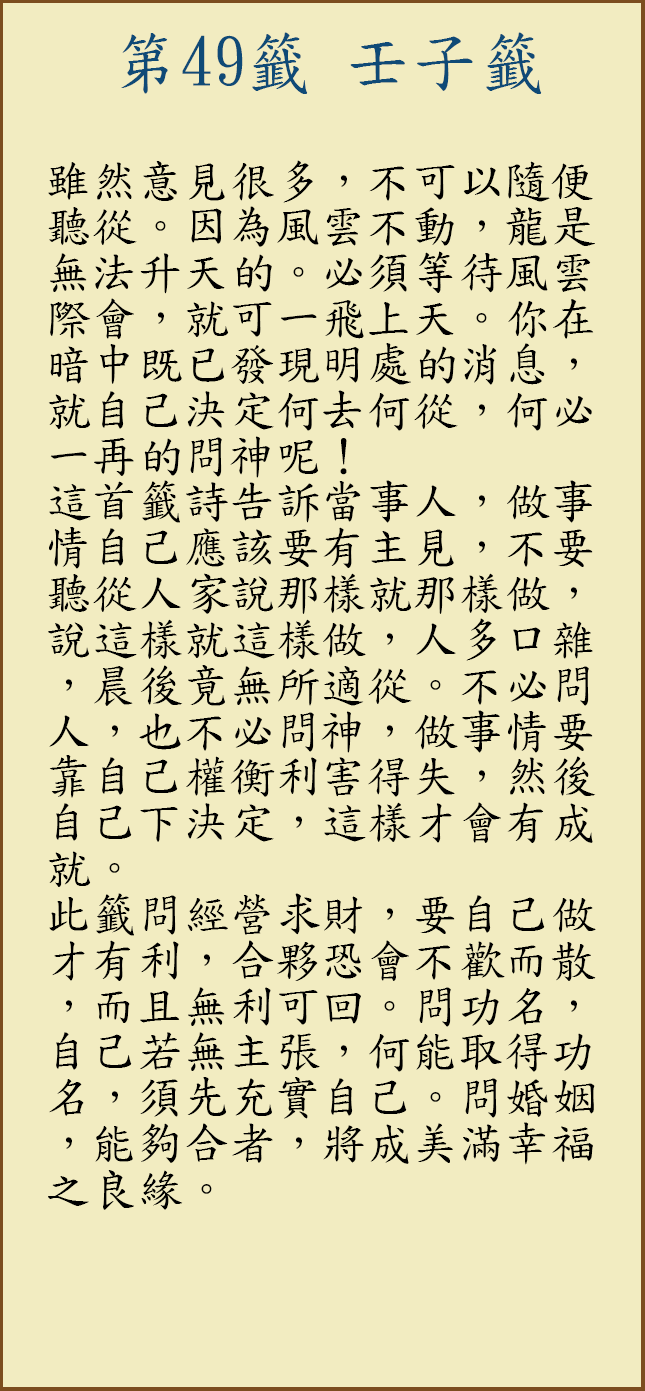 第49籤 壬子籤
雖然意見很多，不可以隨便
聽從。因為風雲不動，龍是
無法升天的。必須等待風雲
際會，就可一飛上天。你在
暗中既已發現明處的消息，
就自己決定何去何從，何必
一再的問神呢！
這首籤詩告訴當事人，做事
情自己應該要有主見，不要
聽從人家說那樣就那樣做，
說這樣就這樣做，人多口雜
，晨後竟無所適從。不必問
人，也不必問神，做事情要
靠自己權衡利害得失，然後
自己下決定，這樣才會有成
就。
此籤問經營求財，要自己做
才有利，合夥恐會不歡而散
，而且無利可回。問功名，
自己若無主張，何能取得功
名，須先充實自己。問婚姻
，能夠合者，將成美滿幸福
之良緣。